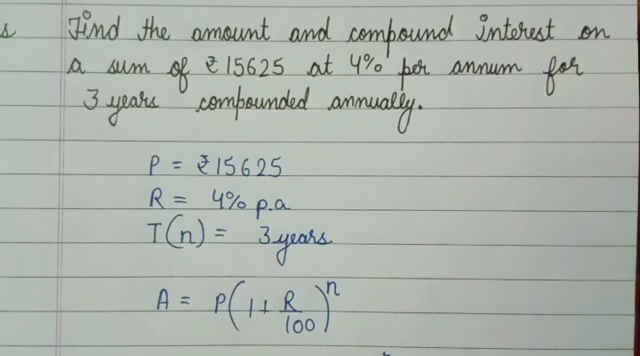 s Find the amount and compound interest on
a sum of ₹15625 at 4% per annum for
3 years compounded annually.
P = ₹15625
R = 4% p.a
T(n) = 3 years
A = P(1+ R/100)^n